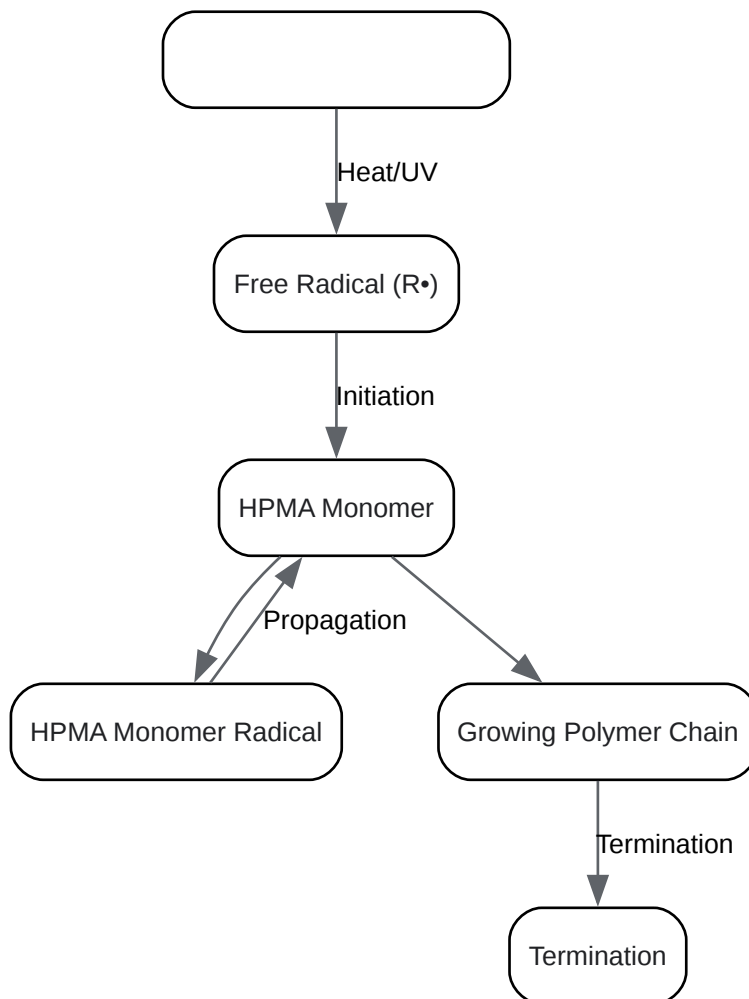 Heat/UV
Free Radical (R•)
Initiation
HPMA Monomer
Propagation
HPMA Monomer Radical
Growing Polymer Chain
Termination
Termination